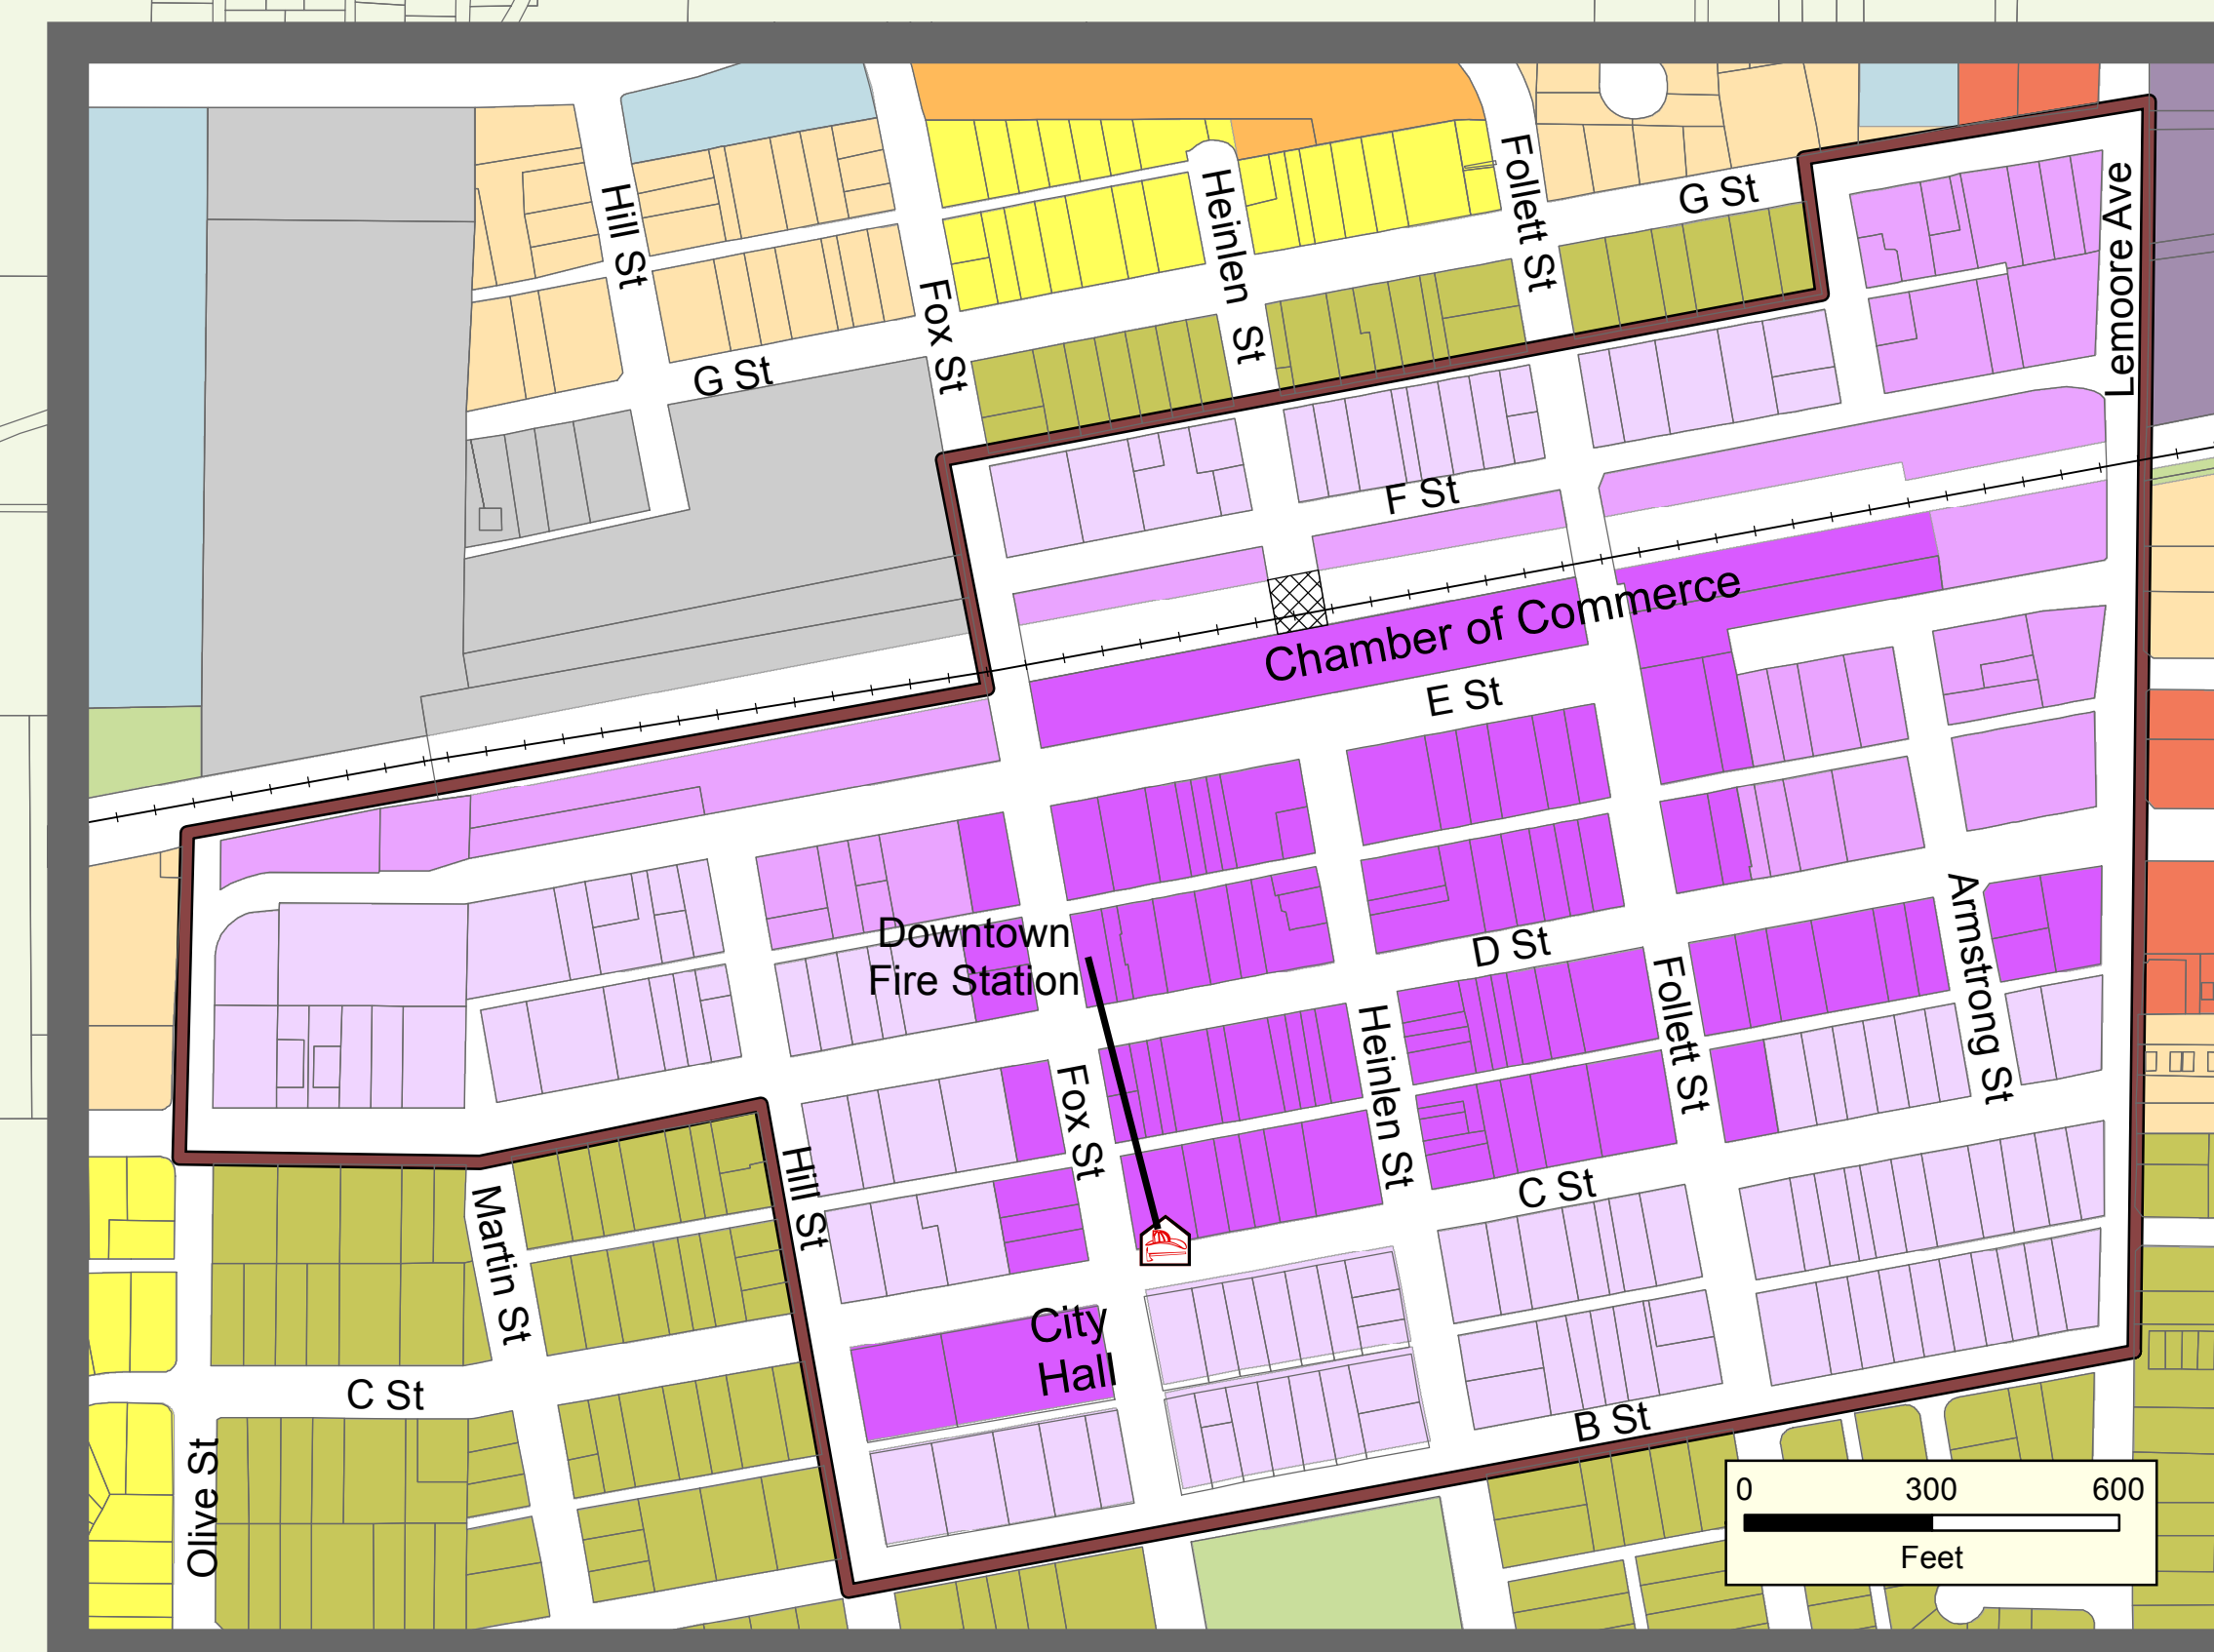 Hill St
Heinlen St
Follett St
G St
Lemoore Ave
Fox St
G St
F St
Chamber of Commerce
E St
Downtown
Fire Station
D St
Armstrong St
Follett St
Heinlen St
Fox St
Hill St
C St
Martin St
City
Hall
C St
B St
Olive St
0 300 600
Feet